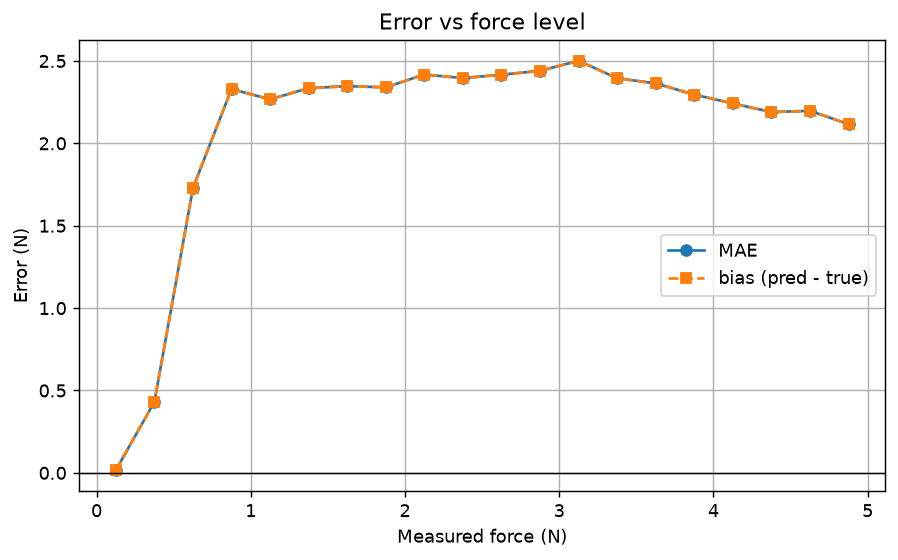 Error vs force level
2.5
2.0
1.5
1.0
0.5
0.0
Error (N)
MAE
bias (pred - true)
0 1 2 3 4 5
Measured force (N)